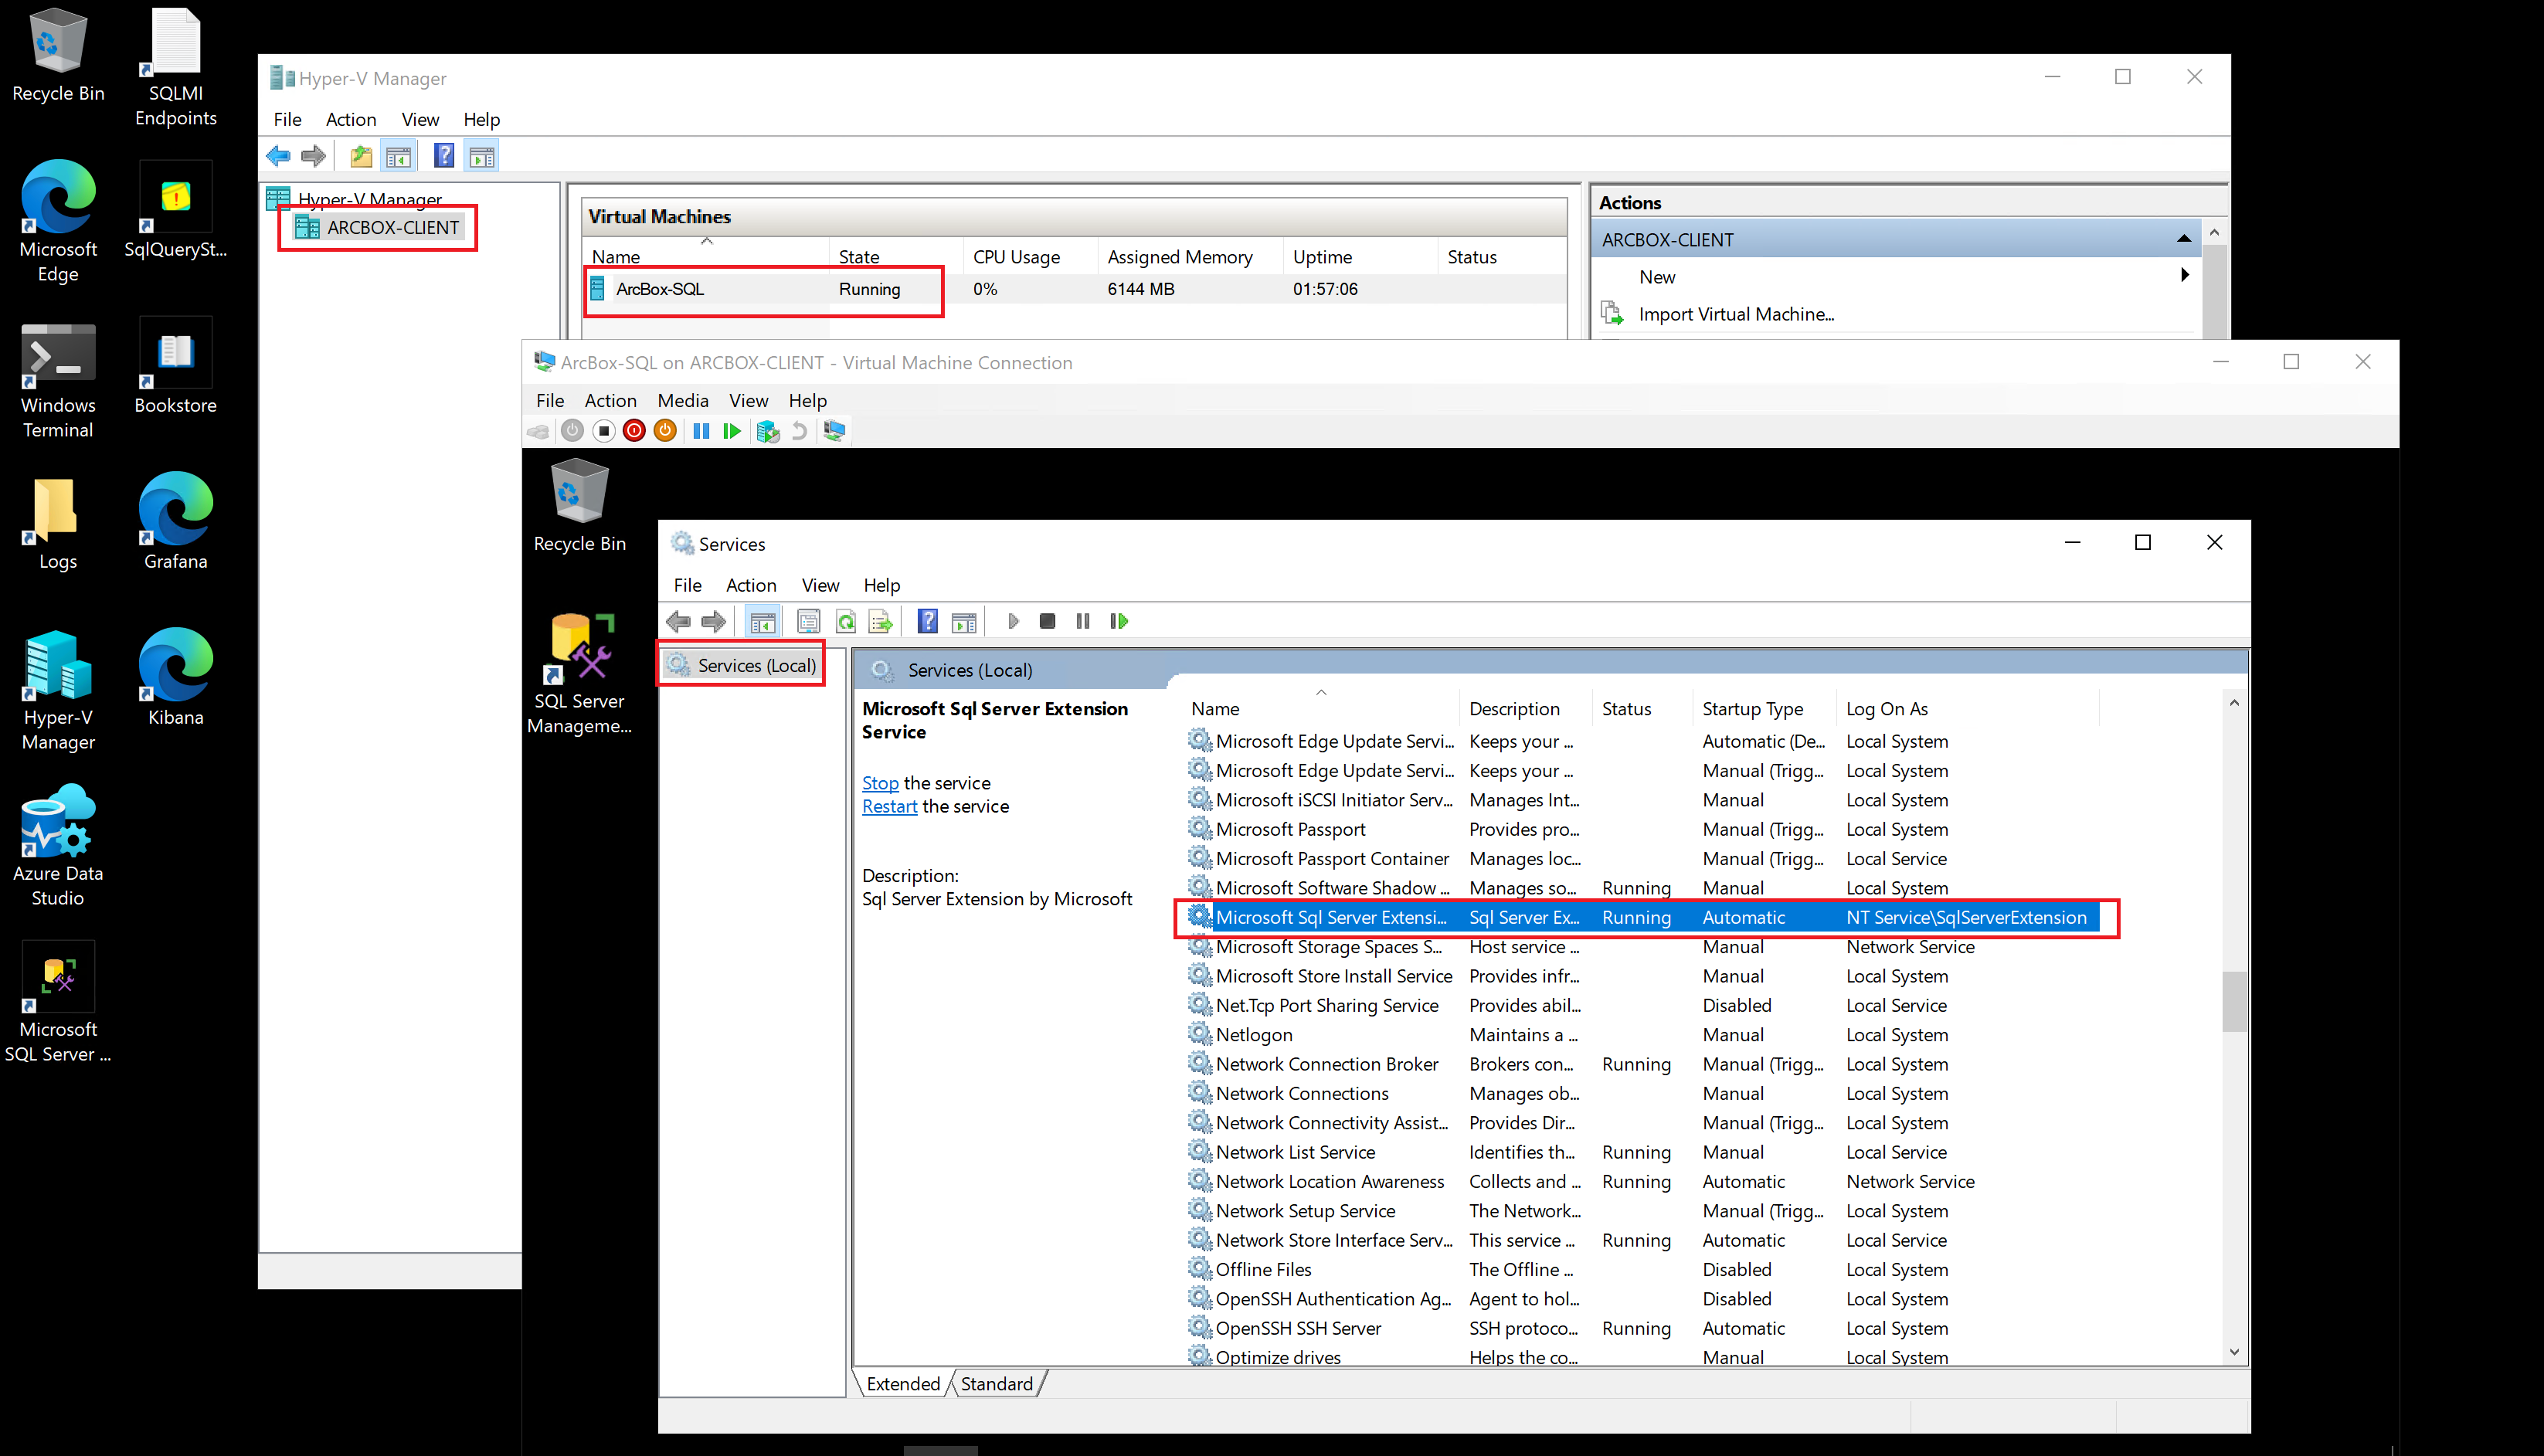 Recycle Bin
SQLMI
Endpoints
Microsoft
Edge
SqlQuerySt...
Windows
Terminal
Bookstore
Logs
Grafana
Hyper-V
Manager
Kibana
Azure Data
Studio
Microsoft
SQL Server ...
Hyper-V Manager
File Action View Help
Hyper-V Manager
ARCBOX-CLIENT
Virtual Machines
Name State CPU Usage Assigned Memory Uptime Status
ArcBox-SQL Running 0% 6144 MB 01:57:06
Actions
ARCBOX-CLIENT
New
Import Virtual Machine...
ArcBox-SQL on ARCBOX-CLIENT - Virtual Machine Connection
File Action Media View Help
Recycle Bin
SQL Server
Manageme...
Services
File Action View Help
Services (Local)
Services (Local)
Microsoft Sql Server Extension
Service
Stop the service
Restart the service
Description:
Sql Server Extension by Microsoft
Name Description Status Startup Type Log On As
Microsoft Edge Update Servi... Keeps your ... Automatic (De... Local System
Microsoft Edge Update Servi... Keeps your ... Manual (Trigg... Local System
Microsoft iSCSI Initiator Serv... Manages Int... Manual Local System
Microsoft Passport Provides pro... Manual (Trigg... Local System
Microsoft Passport Container Manages loc... Manual (Trigg... Local Service
Microsoft Software Shadow ... Manages so... Running Manual Local System
Microsoft Sql Server Extensi... Sql Server Ex... Running Automatic NT Service\SqlServerExtension
Microsoft Storage Spaces S... Host service ... Manual Network Service
Microsoft Store Install Service Provides infr... Manual Local System
Net.Tcp Port Sharing Service Provides abil... Disabled Local Service
Netlogon Maintains a ... Manual Local System
Network Connection Broker Brokers con... Running Manual (Trigg... Local System
Network Connections Manages ob... Manual Local System
Network Connectivity Assist... Provides Dir... Manual (Trigg... Local System
Network List Service Identifies th... Running Manual Local Service
Network Location Awareness Collects and ... Running Automatic Network Service
Network Setup Service The Network... Manual (Trigg... Local System
Network Store Interface Serv... This service ... Running Automatic Local Service
Offline Files The Offline ... Disabled Local System
OpenSSH Authentication Ag... Agent to hol... Disabled Local System
OpenSSH SSH Server SSH protoco... Running Automatic Local System
Optimize drives Helps the co... Manual Local System
Extended Standard